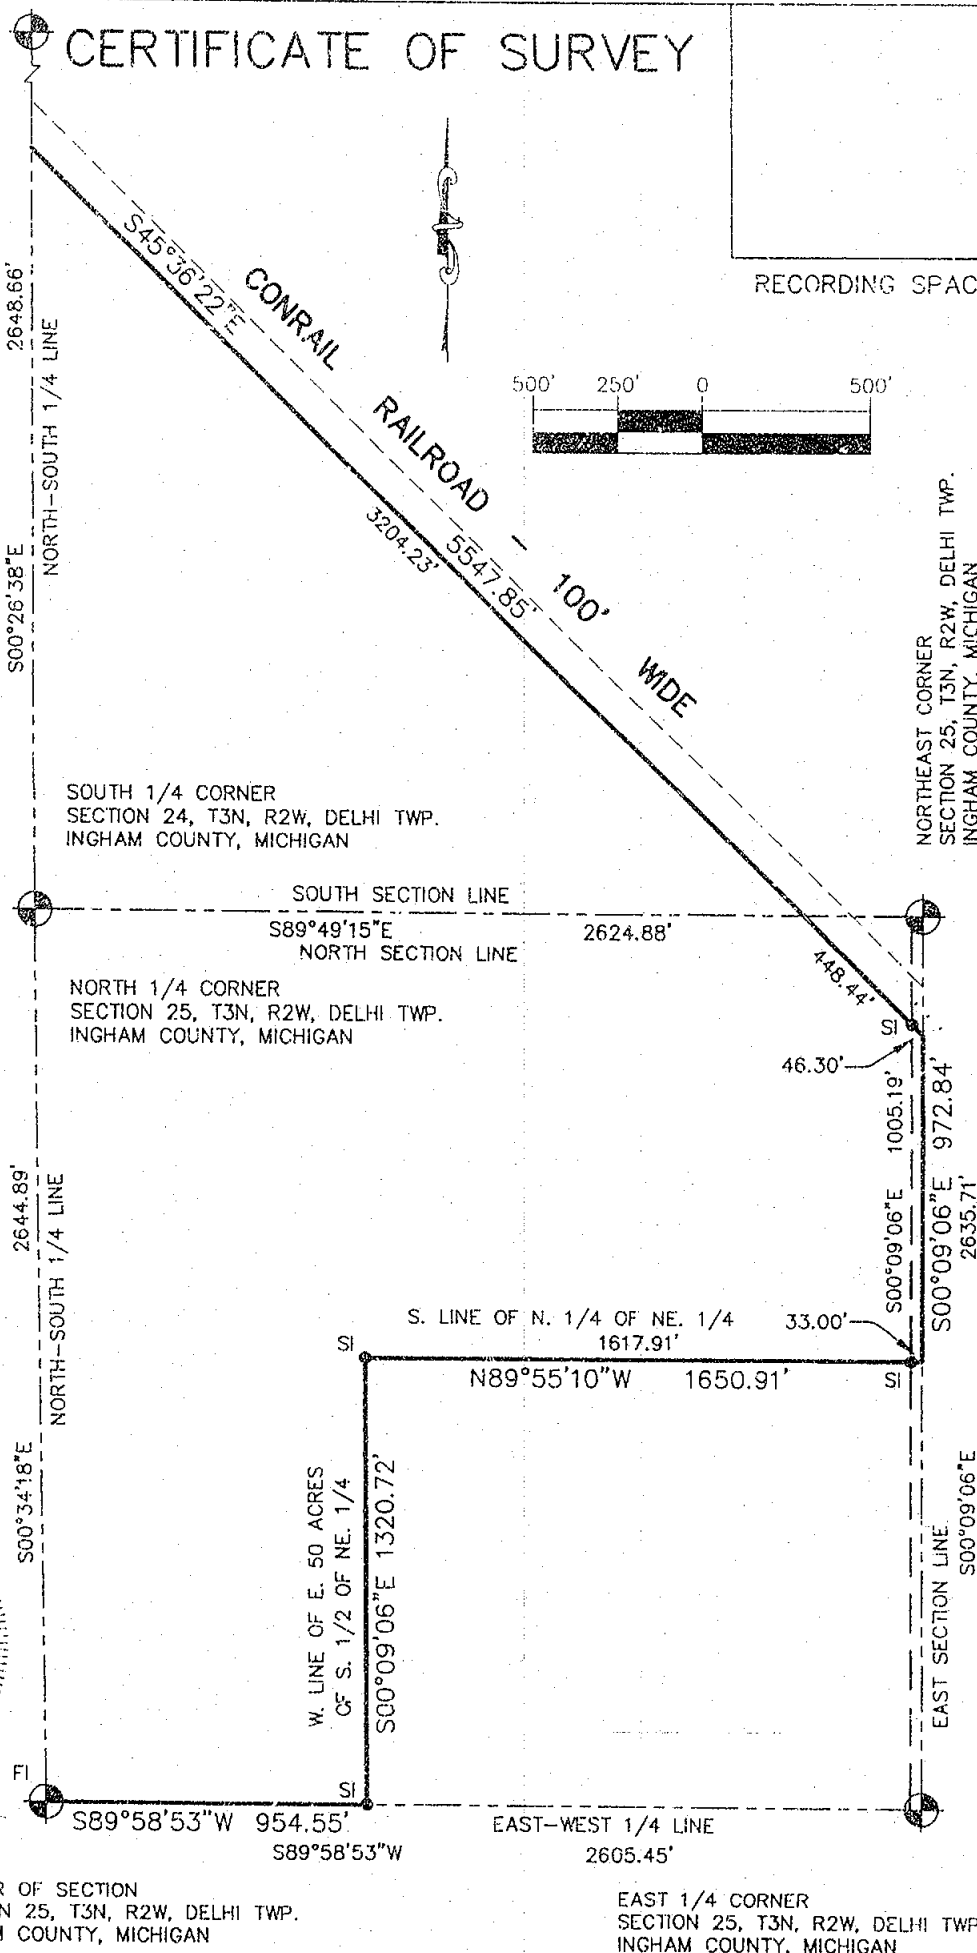 CERTIFICATE OF SURVEY
S45°36'22"E
CONRAIL RAILROAD – 100' WIDE
3204.23'
5547.85'
RECORDING SPAC
500' 250' 0 500'
2648.66'
NORTH-SOUTH 1/4 LINE
S00°26'38"E
NORTHEAST CORNER
SECTION 25, T3N, R2W, DELHI TWP.
INGHAM COUNTY, MICHIGAN
SOUTH 1/4 CORNER
SECTION 24, T3N, R2W, DELHI TWP.
INGHAM COUNTY, MICHIGAN
SOUTH SECTION LINE
S89°49'15"E 2624.88'
NORTH SECTION LINE
NORTH 1/4 CORNER
SECTION 25, T3N, R2W, DELHI TWP.
INGHAM COUNTY, MICHIGAN
448.44'
SI
46.30'
S00°09'06"E 1005.19'
S00°09'06"E 972.84'
2635.71'
2644.89'
NORTH-SOUTH 1/4 LINE
S00°34'18"E
S. LINE OF N. 1/4 OF NE. 1/4
33.00'
SI
1617.91'
N89°55'10"W 1650.91'
SI
W. LINE OF E. 50 ACRES
OF S. 1/2 OF NE. 1/4
S00°09'06"E 1320.72'
EAST SECTION LINE
S00°09'06"E
FI
SI
S89°58'53"W 954.55'
EAST-WEST 1/4 LINE
S89°58'53"W
2605.45'
R OF SECTION
N 25, T3N, R2W, DELHI TWP.
M COUNTY, MICHIGAN
EAST 1/4 CORNER
SECTION 25, T3N, R2W, DELHI TWP
INGHAM COUNTY, MICHIGAN